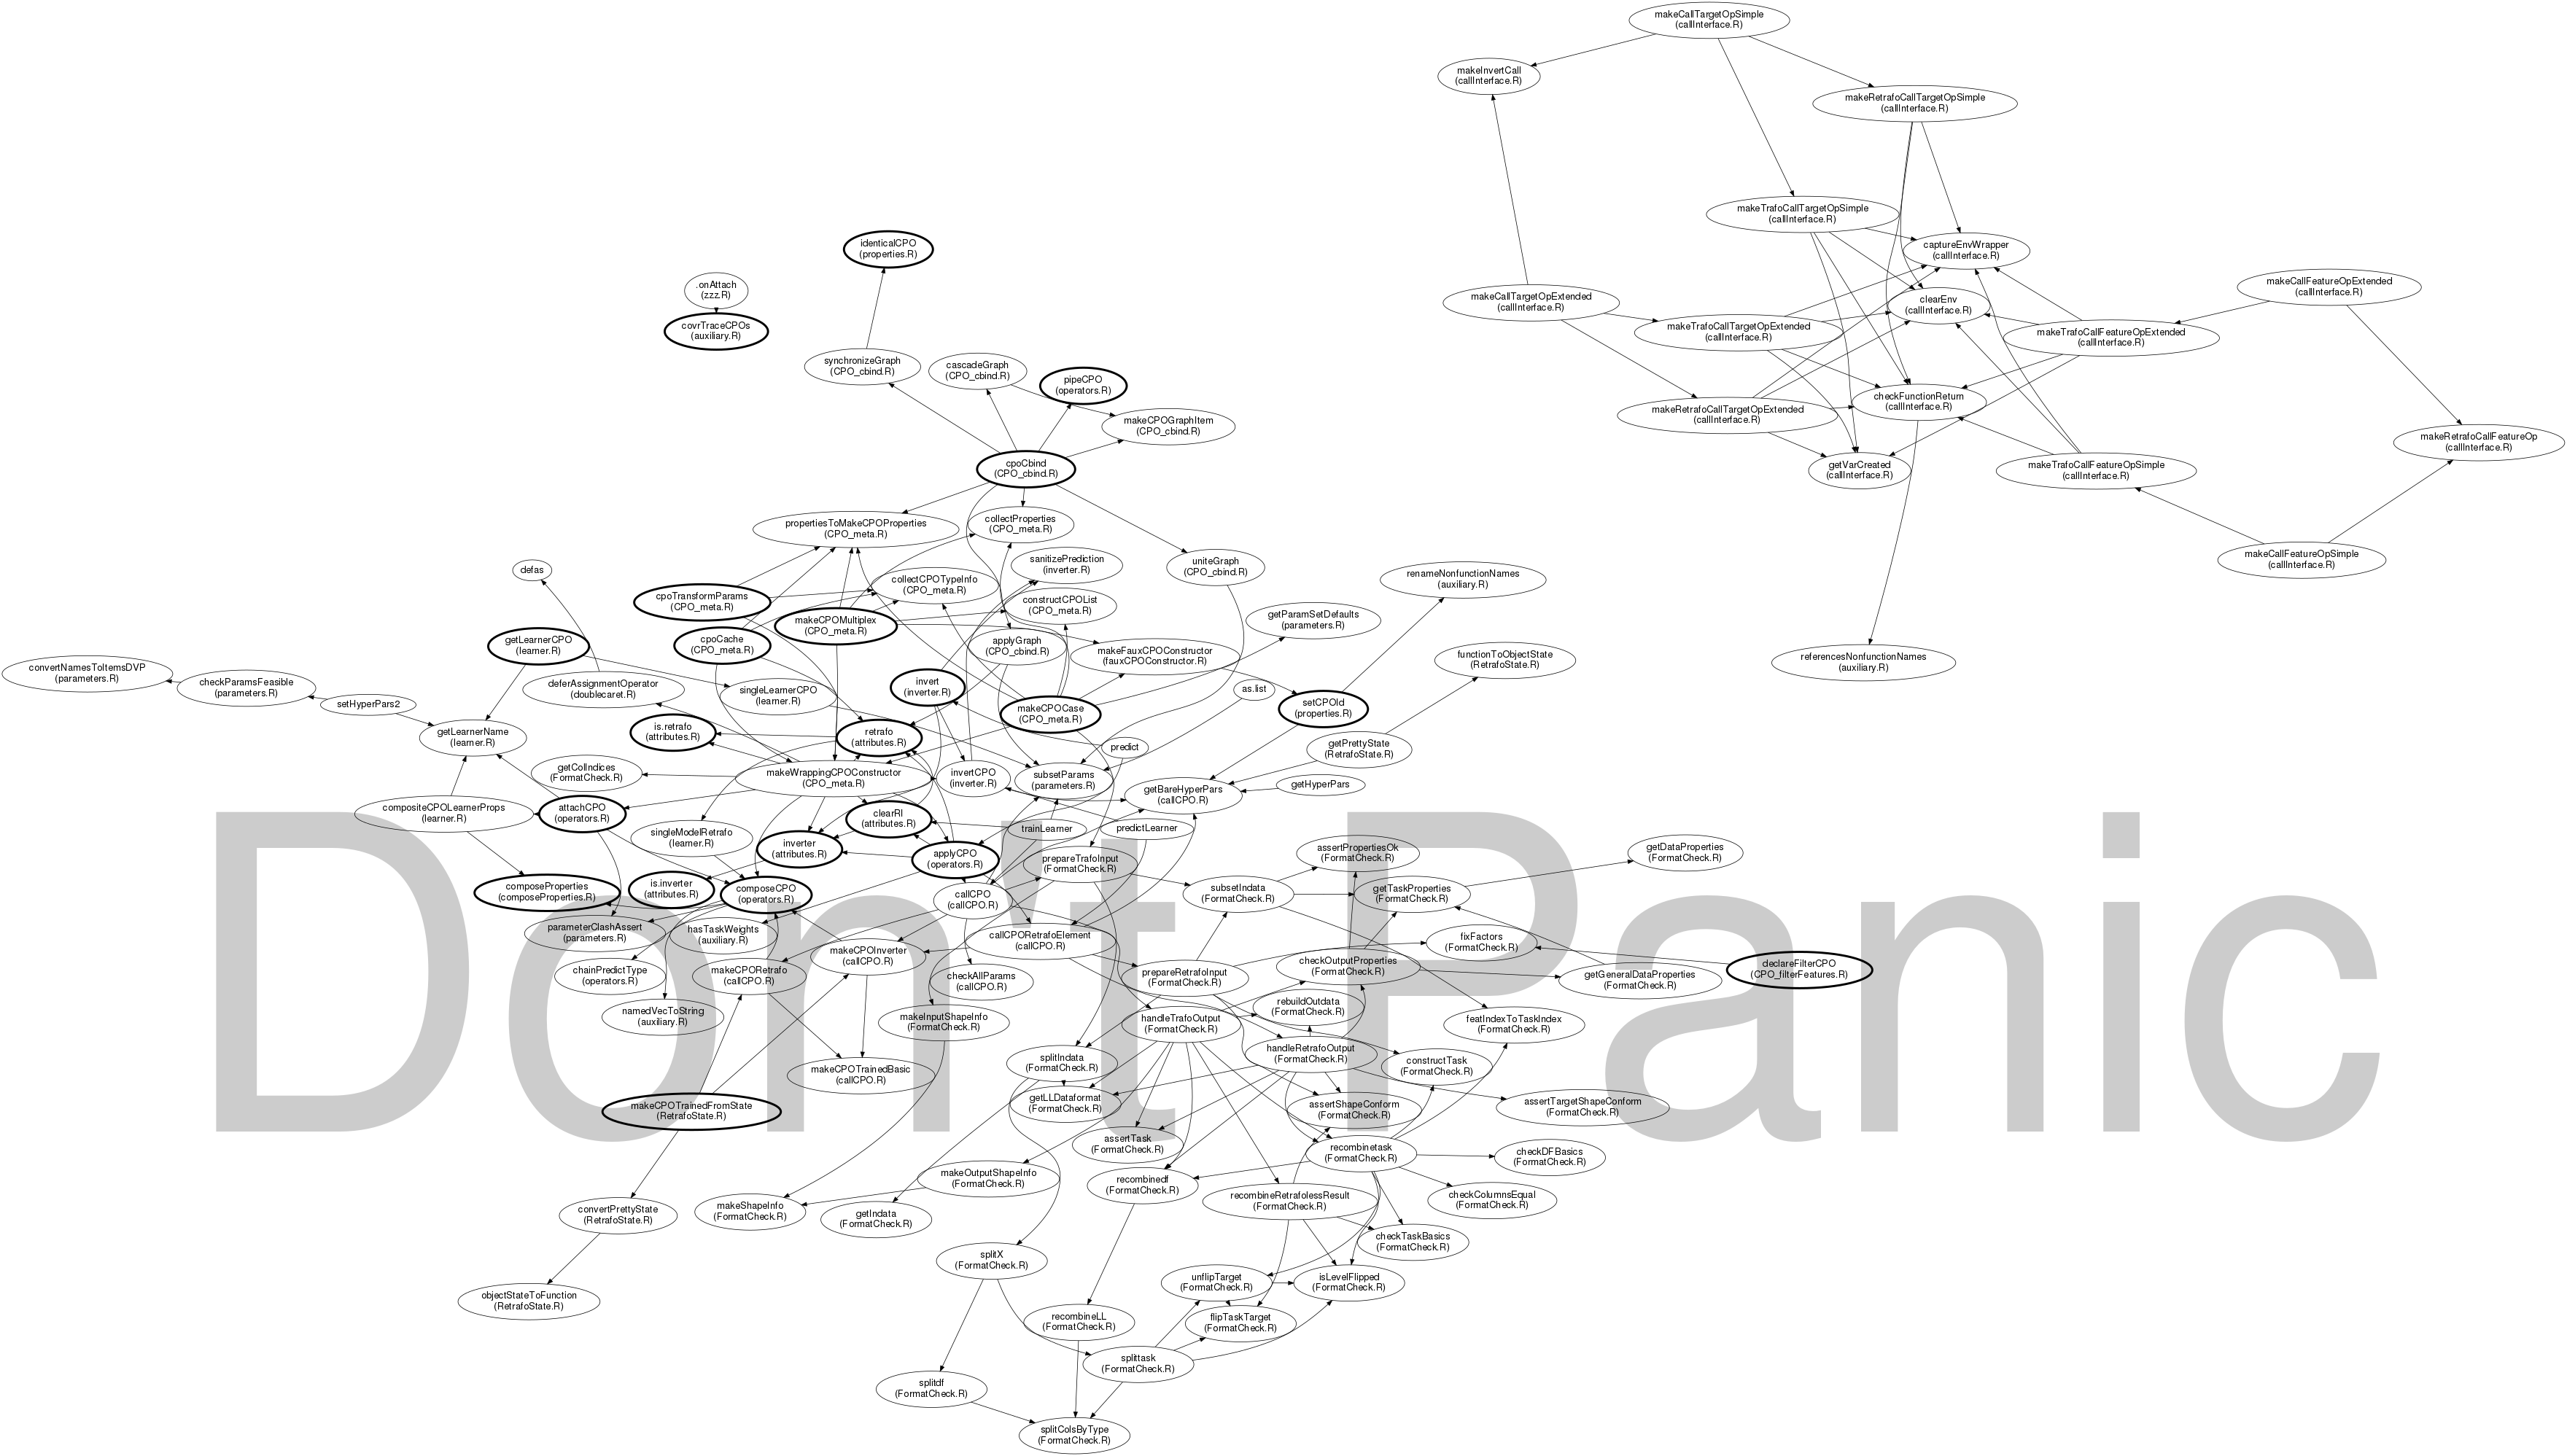 makeCallTargetOpSimple
(callInterface.R)
makeInvertCall
(callInterface.R)
makeRetrafoCallTargetOpSimple
(callInterface.R)
makeTrafoCallTargetOpSimple
(callInterface.R)
identicalCPO
(properties.R)
captureEnvWrapper
(callInterface.R)
.onAttach
(zzz.R)
makeCallTargetOpExtended
(callInterface.R)
clearEnv
(callInterface.R)
makeCallFeatureOpExtended
(callInterface.R)
covrTraceCPOs
(auxiliary.R)
makeTrafoCallTargetOpExtended
(callInterface.R)
makeTrafoCallFeatureOpExtended
(callInterface.R)
synchronizeGraph
(CPO_cbind.R)
cascadeGraph
(CPO_cbind.R)
pipeCPO
(operators.R)
makeCPOGraphItem
(CPO_cbind.R)
makeRetrafoCallTargetOpExtended
(callInterface.R)
checkFunctionReturn
(callInterface.R)
makeRetrafoCallFeatureOp
(callInterface.R)
cpoCbind
(CPO_cbind.R)
getVarCreated
(callInterface.R)
makeTrafoCallFeatureOpSimple
(callInterface.R)
propertiesToMakeCPOProperties
(CPO_meta.R)
collectProperties
(CPO_meta.R)
sanitizePrediction
(inverter.R)
uniteGraph
(CPO_cbind.R)
makeCallFeatureOpSimple
(callInterface.R)
defas
collectCPOTypeInfo
(CPO_meta.R)
renameNonfunctionNames
(auxiliary.R)
cpoTransformParams
(CPO_meta.R)
makeCPOMultiplex
(CPO_meta.R)
constructCPOList
(CPO_meta.R)
getParamSetDefaults
(parameters.R)
getLearnerCPO
(learner.R)
cpoCache
(CPO_meta.R)
applyGraph
(CPO_cbind.R)
makeFauxCPOConstructor
(fauxCPOConstructor.R)
functionToObjectState
(RetrafoState.R)
referencesNonfunctionNames
(auxiliary.R)
convertNamesToItemsDVP
(parameters.R)
checkParamsFeasible
(parameters.R)
deferAssignmentOperator
(doublecaret.R)
singleLearnerCPO
(learner.R)
invert
(inverter.R)
as.list
setHyperPars2
makeCPOCase
(CPO_meta.R)
setCPOId
(properties.R)
getLearnerName
(learner.R)
is.retrafo
(attributes.R)
retrafo
(attributes.R)
predict
getPrettyState
(RetrafoState.R)
getColIndices
(FormatCheck.R)
makeWrappingCPOConstructor
(CPO_meta.R)
invertCPO
(inverter.R)
subsetParams
(parameters.R)
getBareHyperPars
(callCPO.R)
getHyperPars
compositeCPOLearnerProps
(learner.R)
attachCPO
(operators.R)
singleModelRetrafo
(learner.R)
clearRI
(attributes.R)
trainLearner
predictLearner
inverter
(attributes.R)
applyCPO
(operators.R)
prepareTrafoInput
(FormatCheck.R)
assertPropertiesOk
(FormatCheck.R)
getDataProperties
(FormatCheck.R)
composeProperties
(composeProperties.R)
is.inverter
(attributes.R)
composeCPO
(operators.R)
callCPO
(callCPO.R)
subsetIndata
(FormatCheck.R)
getTaskProperties
(FormatCheck.R)
parameterClashAssert
(parameters.R)
hasTaskWeights
(auxiliary.R)
callCPORetrafoElement
(callCPO.R)
fixFactors
(FormatCheck.R)
makeCPOInverter
(callCPO.R)
chainPredictType
(operators.R)
makeCPORetrafo
(callCPO.R)
checkAllParams
(callCPO.R)
prepareRetrafoInput
(FormatCheck.R)
checkOutputProperties
(FormatCheck.R)
getGeneralDataProperties
(FormatCheck.R)
declareFilterCPO
(CPO_filterFeatures.R)
Don't Panic
namedVecToString
(auxiliary.R)
makeInputShapeInfo
(FormatCheck.R)
handleTrafoOutput
(FormatCheck.R)
rebuildOutdata
(FormatCheck.R)
featIndexToTaskIndex
(FormatCheck.R)
makeCPOTrainedBasic
(callCPO.R)
splitIndata
(FormatCheck.R)
handleRetrafoOutput
(FormatCheck.R)
constructTask
(FormatCheck.R)
makeCPOTrainedFromState
(RetrafoState.R)
getLLDataformat
(FormatCheck.R)
assertShapeConform
(FormatCheck.R)
assertTargetShapeConform
(FormatCheck.R)
assertTask
(FormatCheck.R)
recombinetask
(FormatCheck.R)
checkDFBasics
(FormatCheck.R)
makeOutputShapeInfo
(FormatCheck.R)
recombinedf
(FormatCheck.R)
recombineRetrafolessResult
(FormatCheck.R)
checkColumnsEqual
(FormatCheck.R)
convertPrettyState
(RetrafoState.R)
makeShapeInfo
(FormatCheck.R)
getIndata
(FormatCheck.R)
checkTaskBasics
(FormatCheck.R)
splitX
(FormatCheck.R)
unflipTarget
(FormatCheck.R)
isLevelFlipped
(FormatCheck.R)
objectStateToFunction
(RetrafoState.R)
recombineLL
(FormatCheck.R)
flipTaskTarget
(FormatCheck.R)
splittask
(FormatCheck.R)
splitdf
(FormatCheck.R)
splitColsByType
(FormatCheck.R)